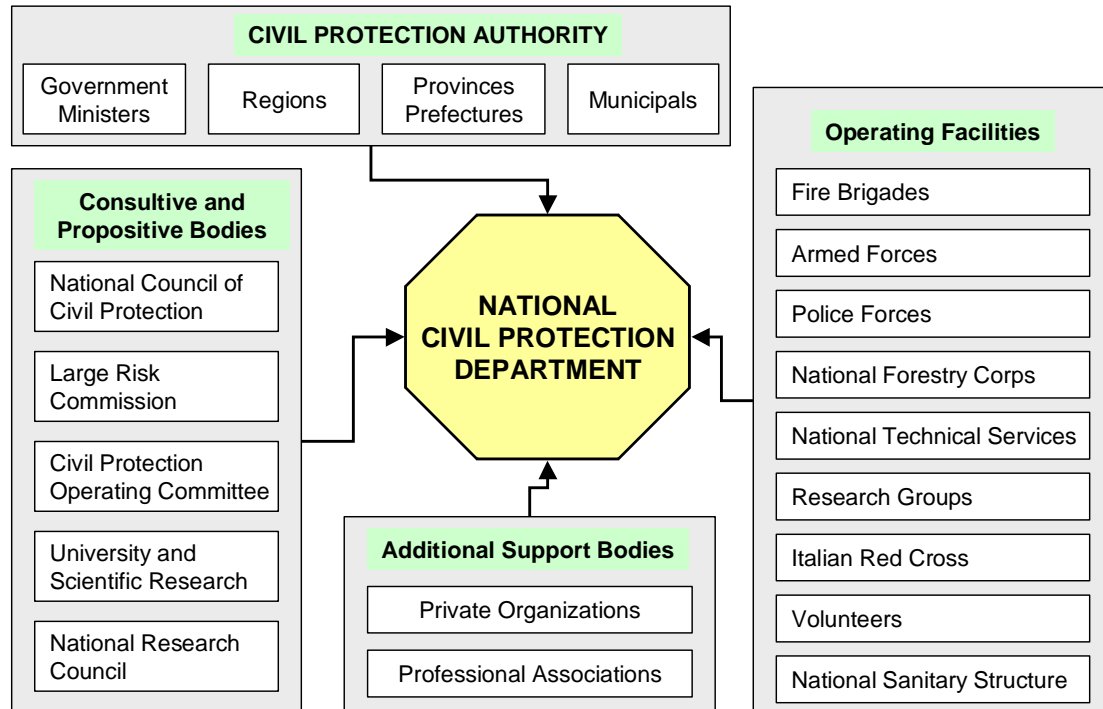 CIVIL PROTECTION AUTHORITY
Government
Ministers
Regions
Provinces
Prefectures
Municipals
Consultive and
Propositive Bodies
National Council of
Civil Protection
Large Risk
Commission
Civil Protection
Operating Committee
University and
Scientific Research
National Research
Council
NATIONAL
CIVIL PROTECTION
DEPARTMENT
Additional Support Bodies
Private Organizations
Professional Associations
Operating Facilities
Fire Brigades
Armed Forces
Police Forces
National Forestry Corps
National Technical Services
Research Groups
Italian Red Cross
Volunteers
National Sanitary Structure